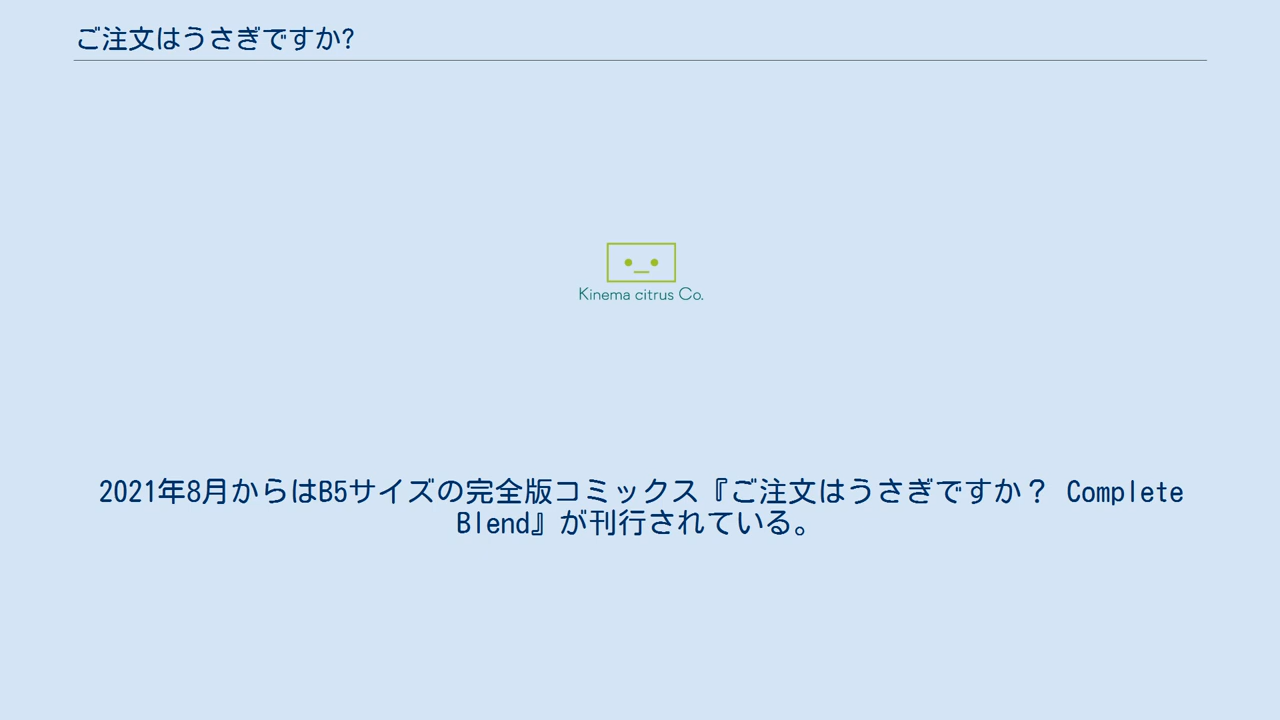 ご注文はうさぎですか?
Kinema citrus Co.
2021年8月からはB5サイズの完全版コミックス『ご注文はうさぎですか？ Complete
Blend』が刊行されている。